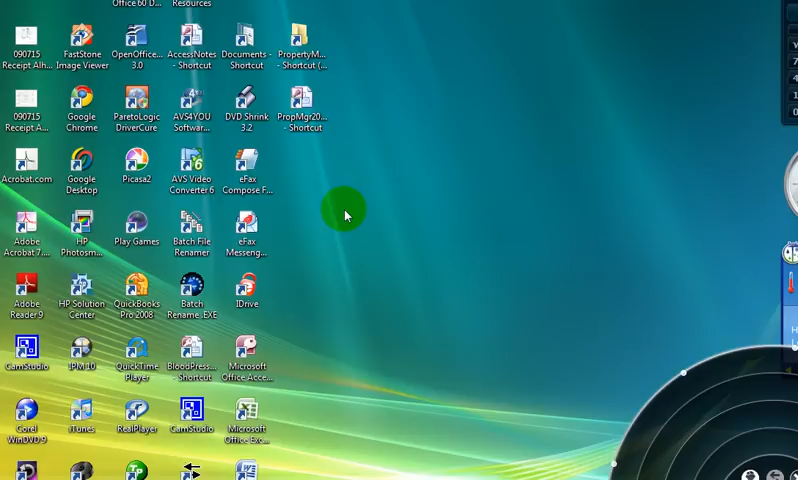 Office 60 D...
Resources
090715
Receipt Alh...
FastStone
Image Viewer
OpenOffice....
3.0
AccessNotes
- Shortcut
Documents -
Shortcut
PropertyM...
- Shortcut (...
090715
Receipt A...
Google
Chrome
ParetoLogic
DriverCure
AVS4YOU
Softwar...
DVD Shrink
3.2
PropMgr20...
- Shortcut
Acrobat.com
Google
Desktop
Picasa2
AVS Video
Converter 6
eFax
Compose F...
Adobe
Acrobat 7....
HP
Photosm...
Play Games
Batch File
Renamer
eFax
Messeng...
Adobe
Reader 9
HP Solution
Center
QuickBooks
Pro 2008
Batch
Rename .EXE
IDrive
CamStudio
IPM 10
QuickTime
Player
BloodPress...
- Shortcut
Microsoft
Office Acce...
Corel
WinDVD 9
iTunes
RealPlayer
CamStudio
Microsoft
Office Exc...